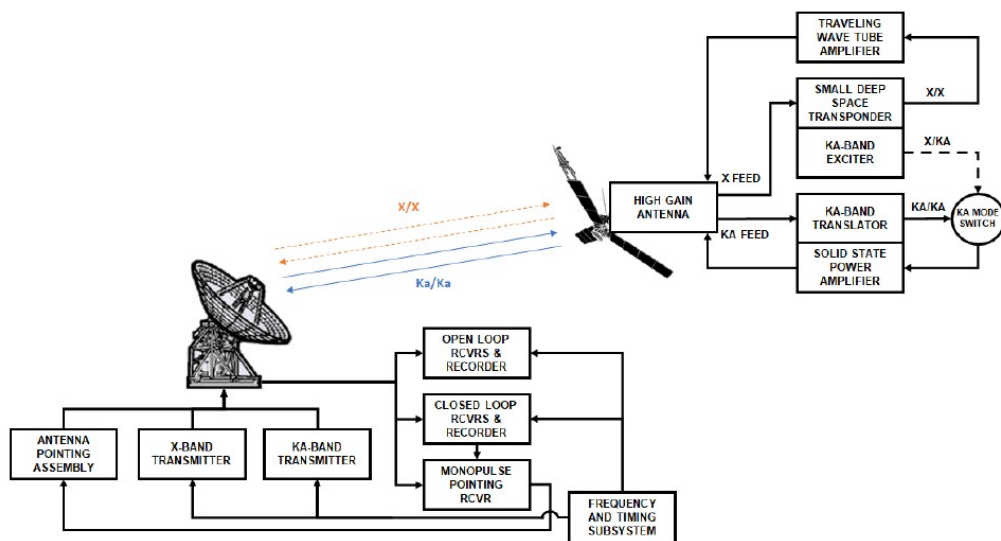 TRAVELING
WAVE TUBE
AMPLIFIER
SMALL DEEP
SPACE
TRANSPONDER
X/X
KA-BAND
EXCITER
X/KA
X FEED
HIGH GAIN
ANTENNA
KA FEED
KA-BAND
TRANSLATOR
KA/KA
KA MODE
SWITCH
SOLID STATE
POWER
AMPLIFIER
X/X
Ka/Ka
OPEN LOOP
RCVRS &
RECORDER
CLOSED LOOP
RCVRS &
RECORDER
MONOPULSE
POINTING
RCVR
ANTENNA
POINTING
ASSEMBLY
X-BAND
TRANSMITTER
KA-BAND
TRANSMITTER
FREQUENCY
AND TIMING
SUBSYSTEM